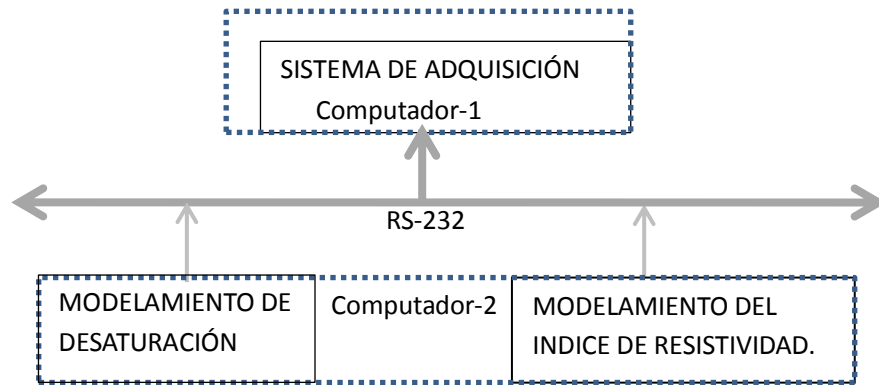 SISTEMA DE ADQUISICIÓN
Computador-1
RS-232
MODELAMIENTO DE
DESATURACIÓN
Computador-2
MODELAMIENTO DEL
INDICE DE RESISTIVIDAD.